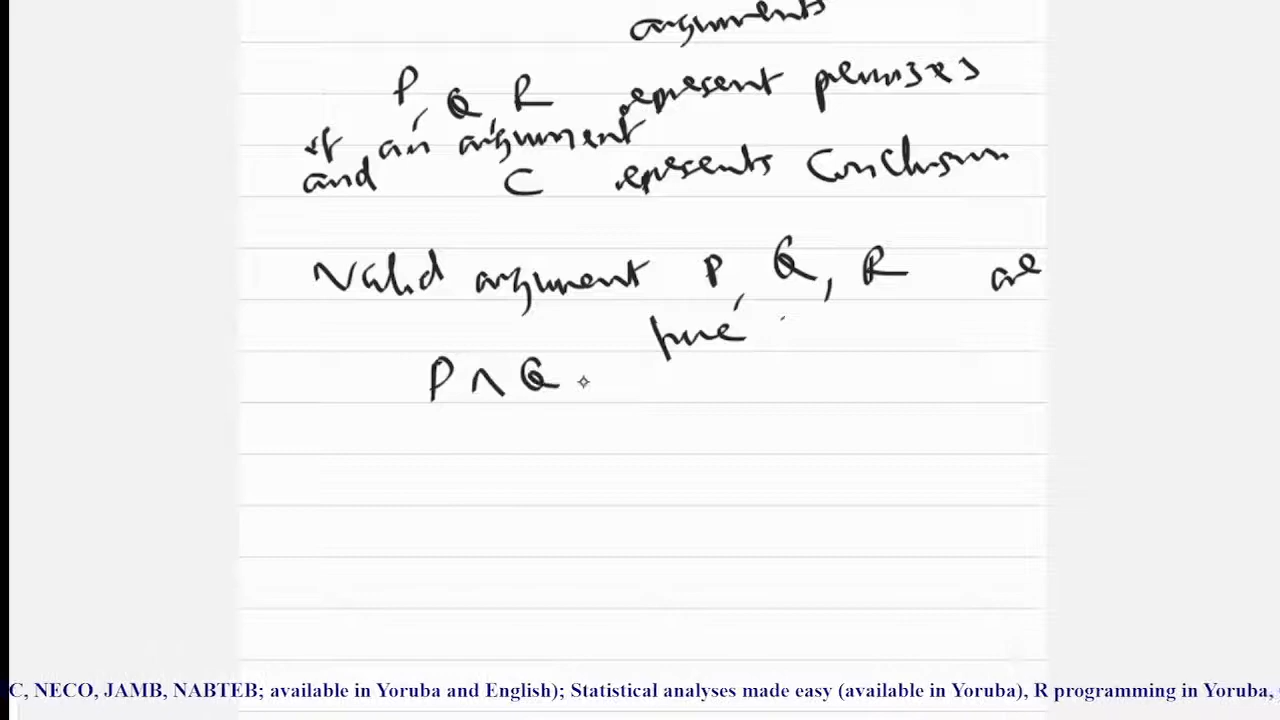 arguments
P, Q, R represent premises
of an argument
and C represents Conclusion
Valid argument P, Q, R are
true
P ∧ Q
C, NECO, JAMB, NABTEB; available in Yoruba and English); Statistical analyses made easy (available in Yoruba), R programming in Yoruba,